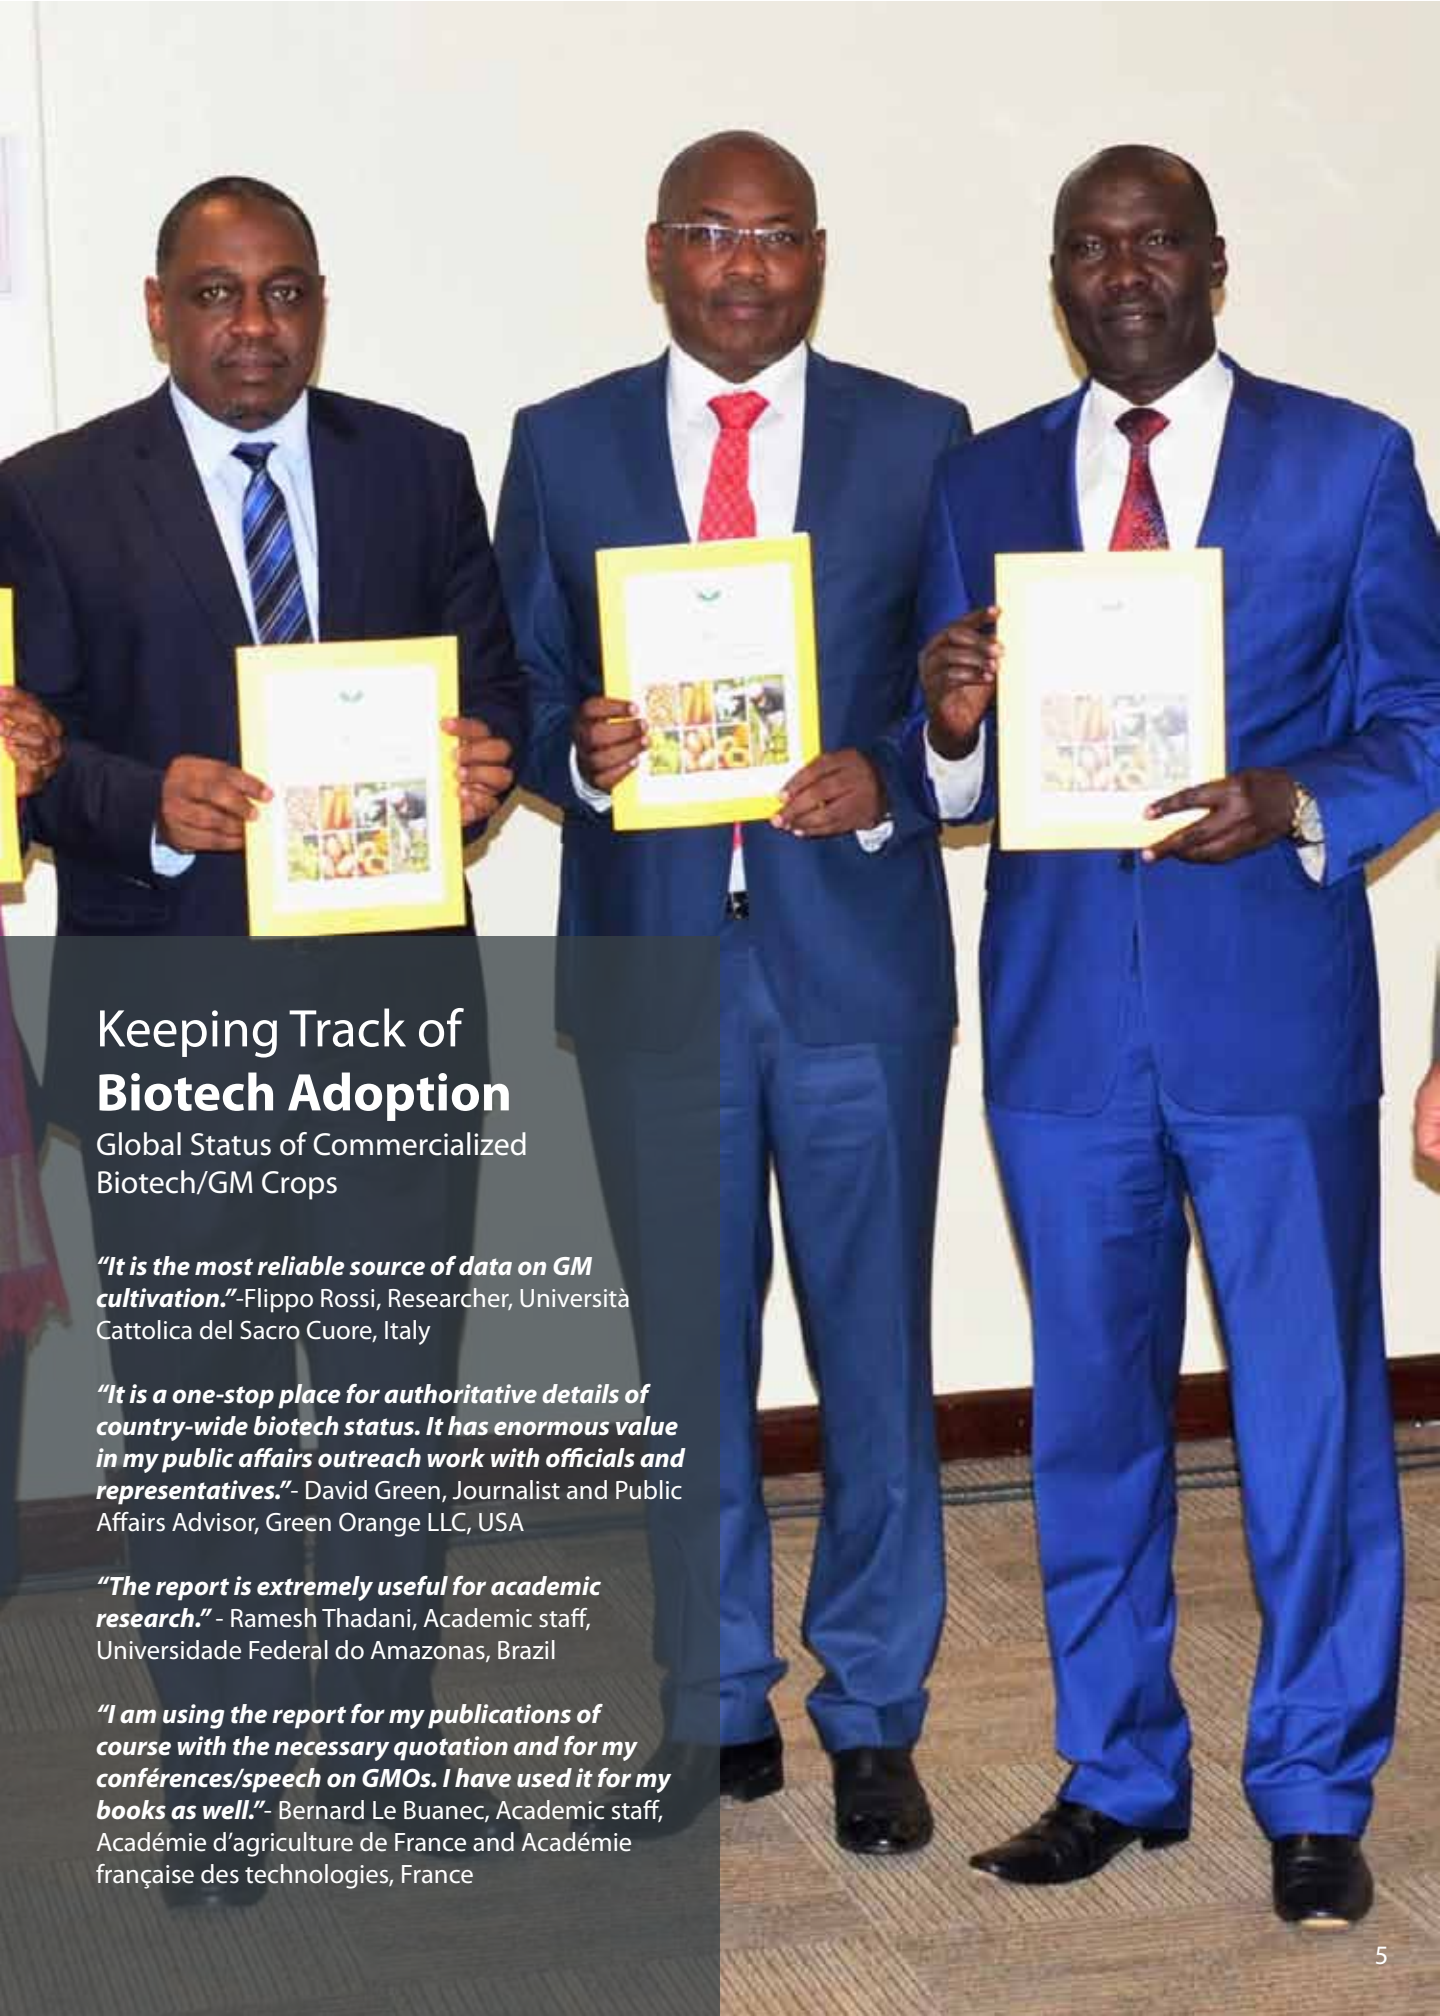 Keeping Track of
Biotech Adoption
Global Status of Commercialized
Biotech/GM Crops
“It is the most reliable source of data on GM
cultivation.”-Flippo Rossi, Researcher, Università
Cattolica del Sacro Cuore, Italy
“It is a one-stop place for authoritative details of
country-wide biotech status. It has enormous value
in my public affairs outreach work with officials and
representatives.”- David Green, Journalist and Public
Affairs Advisor, Green Orange LLC, USA
“The report is extremely useful for academic
research.” - Ramesh Thadani, Academic staff,
Universidade Federal do Amazonas, Brazil
“I am using the report for my publications of
course with the necessary quotation and for my
conférences/speech on GMOs. I have used it for my
books as well.”- Bernard Le Buanec, Academic staff,
Académie d’agriculture de France and Académie
française des technologies, France
5